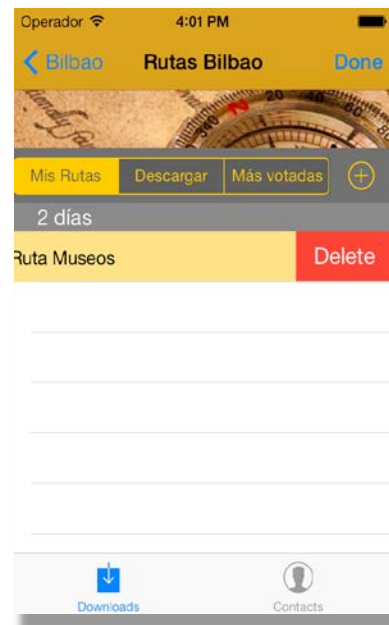 Operador 4:01 PM
Bilbao Rutas Bilbao Done
20
Mis Rutas Descargar Más votadas
2 días
Ruta Museos Delete
Downloads Contacts